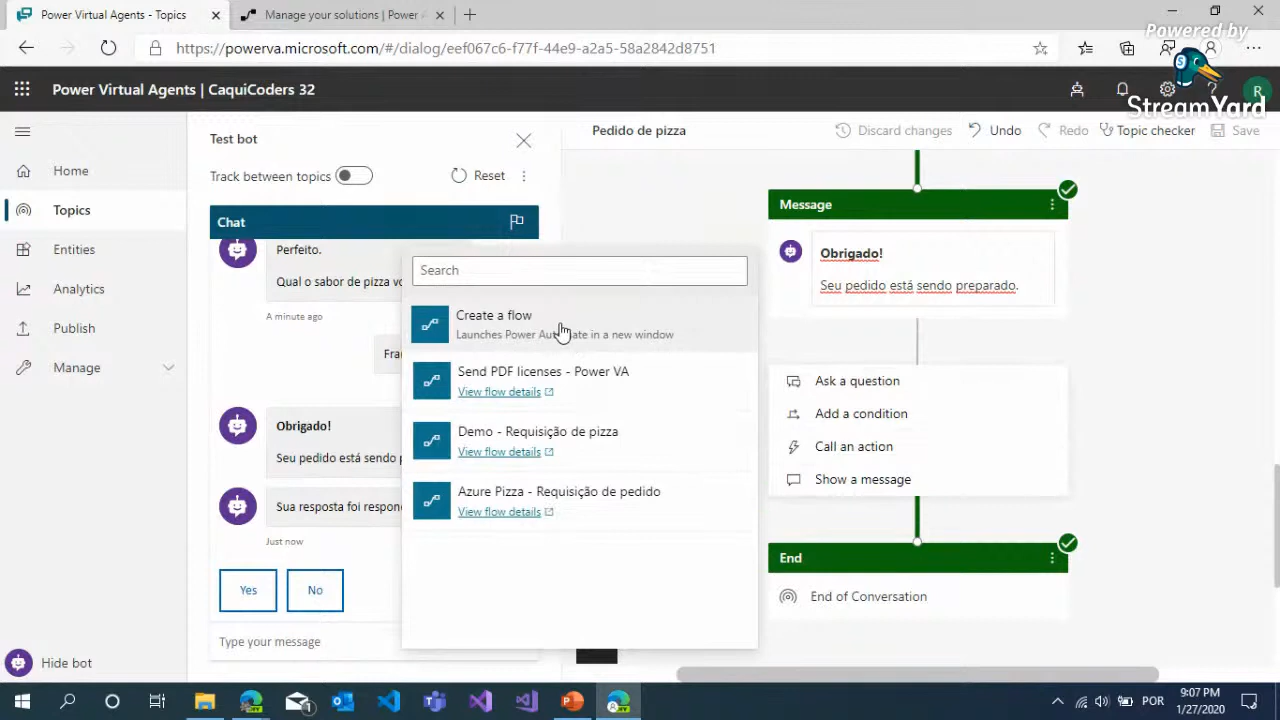 Power Virtual Agents - Topics
Manage your solutions | Power
https://powerva.microsoft.com/#/dialog/eef067c6-f77f-44e9-a2a5-58a2842d8751
Powered by
StreamYard
Power Virtual Agents | CaquiCoders 32
R
Home
Topics
Entities
Analytics
Publish
Manage
Hide bot
Test bot
Track between topics
Reset
Chat
Perfeito.
Qual o sabor de pizza vo
A minute ago
Fran
Obrigado!
Seu pedido está sendo p
Sua resposta foi respon
Just now
Yes
No
Type your message
Search
Create a flow
Launches Power Automate in a new window
Send PDF licenses - Power VA
View flow details
Demo - Requisição de pizza
View flow details
Azure Pizza - Requisição de pedido
View flow details
Pedido de pizza
Discard changes
Undo
Redo
Topic checker
Save
Message
Obrigado!
Seu pedido está sendo preparado.
Ask a question
Add a condition
Call an action
Show a message
End
End of Conversation
POR
9:07 PM
1/27/2020